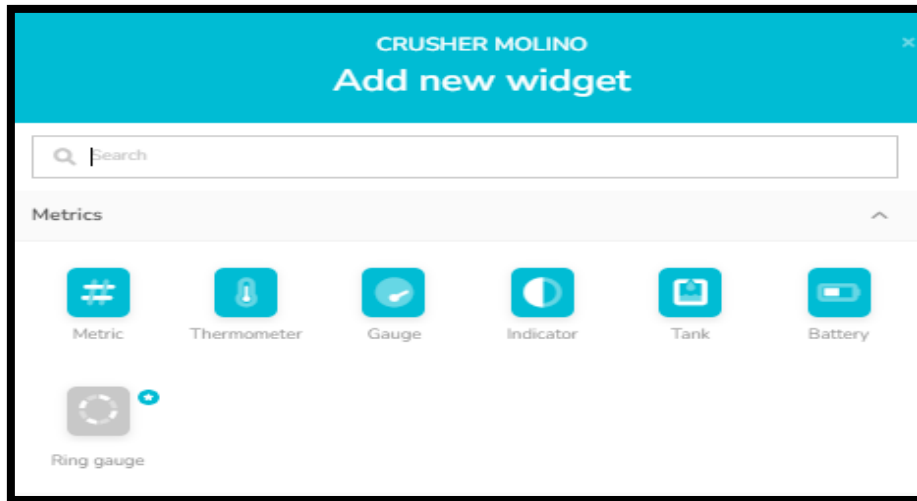 CRUSHER MOLINO
Add new widget
Search
Metrics
Metric Thermometer Gauge Indicator Tank Battery
Ring gauge